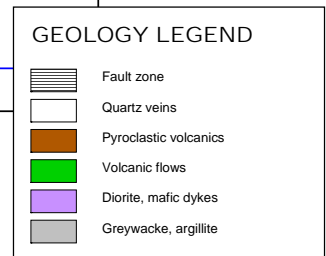 GEOLOGY LEGEND
Fault zone
Quartz veins
Pyroclastic volcanics
Volcanic flows
Diorite, mafic dykes
Greywacke, argillite